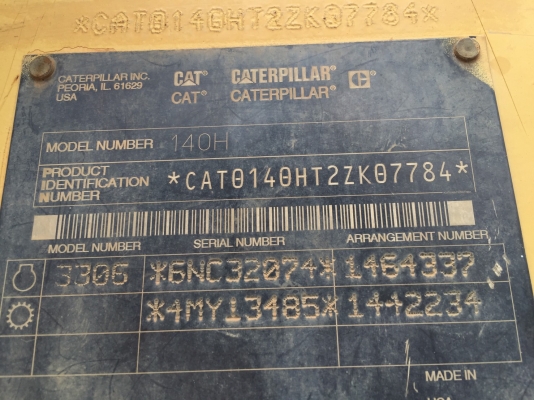 *CAT0140HT2ZK07784*
CATERPILLAR INC.
PEORIA, IL. 61629
USA
CAT® CATERPILLAR® C
CAT® CATERPILLAR®
MODEL NUMBER 140H
PRODUCT IDENTIFICATION NUMBER *CAT0140HT2ZK07784*
MODEL NUMBER SERIAL NUMBER ARRANGEMENT NUMBER
3306 *6NC32074* 1464337
*4MY13485* 1442234
MADE IN
USA